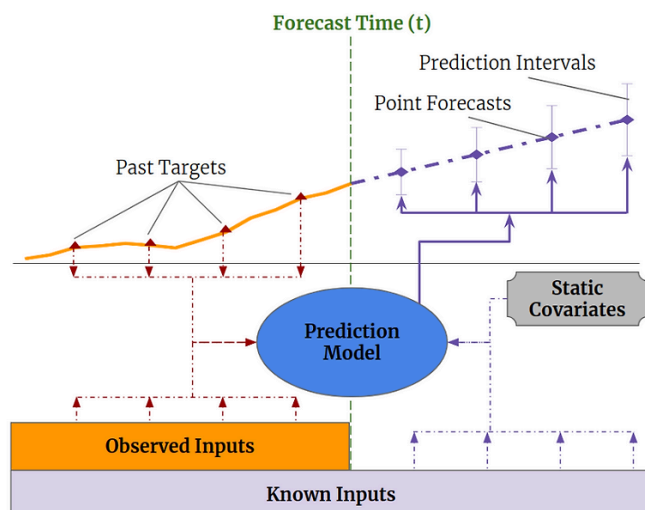 Forecast Time (t)
Prediction Intervals
Point Forecasts
Past Targets
Static
Covariates
Prediction
Model
Observed Inputs
Known Inputs